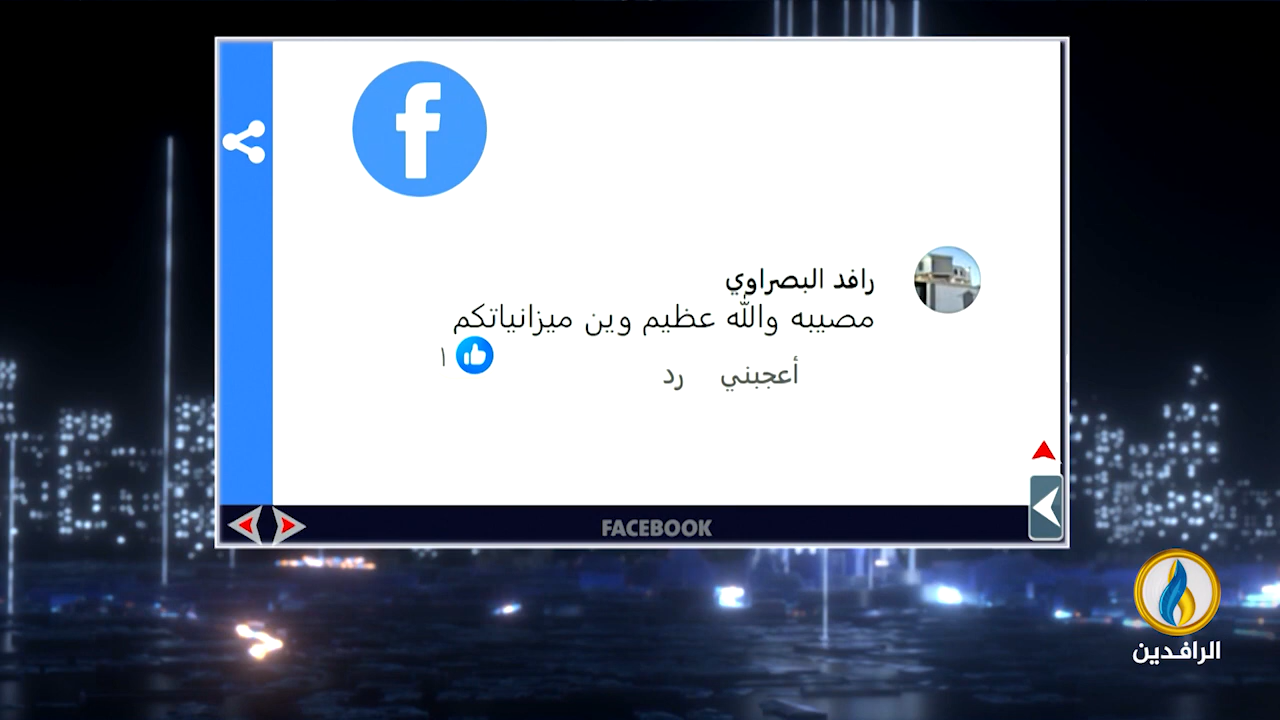 رافد البصراوي
مصيبه والله عظيم وين ميزانياتكم
١
أعجبني رد
FACEBOOK
الرافدين